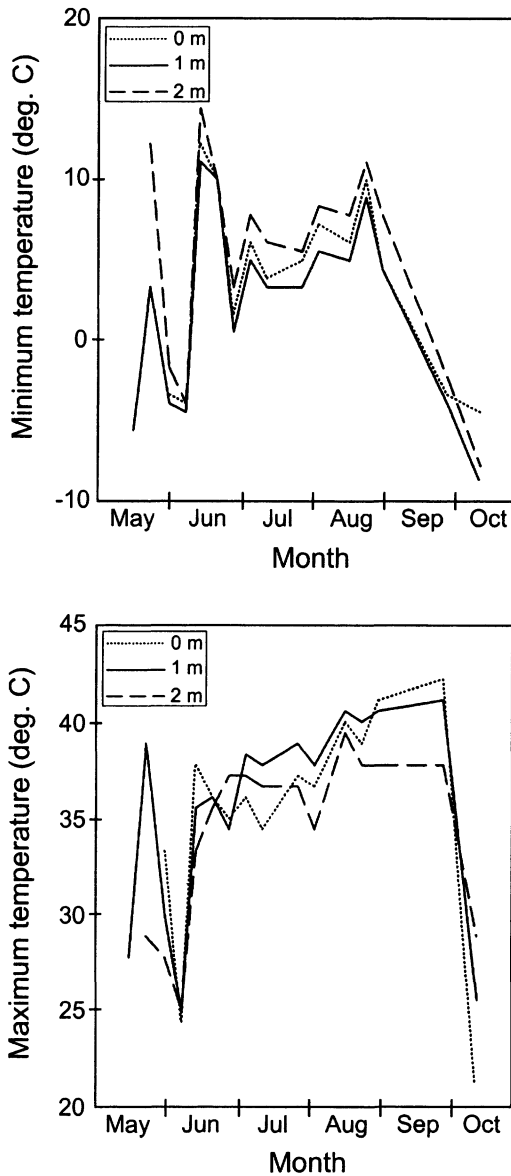 Minimum temperature (deg. C)
20
10
0
-10
0 m
1 m
2 m
May Jun Jul Aug Sep Oct
Month
Maximum temperature (deg. C)
45
40
35
30
25
20
0 m
1 m
2 m
May Jun Jul Aug Sep Oct
Month